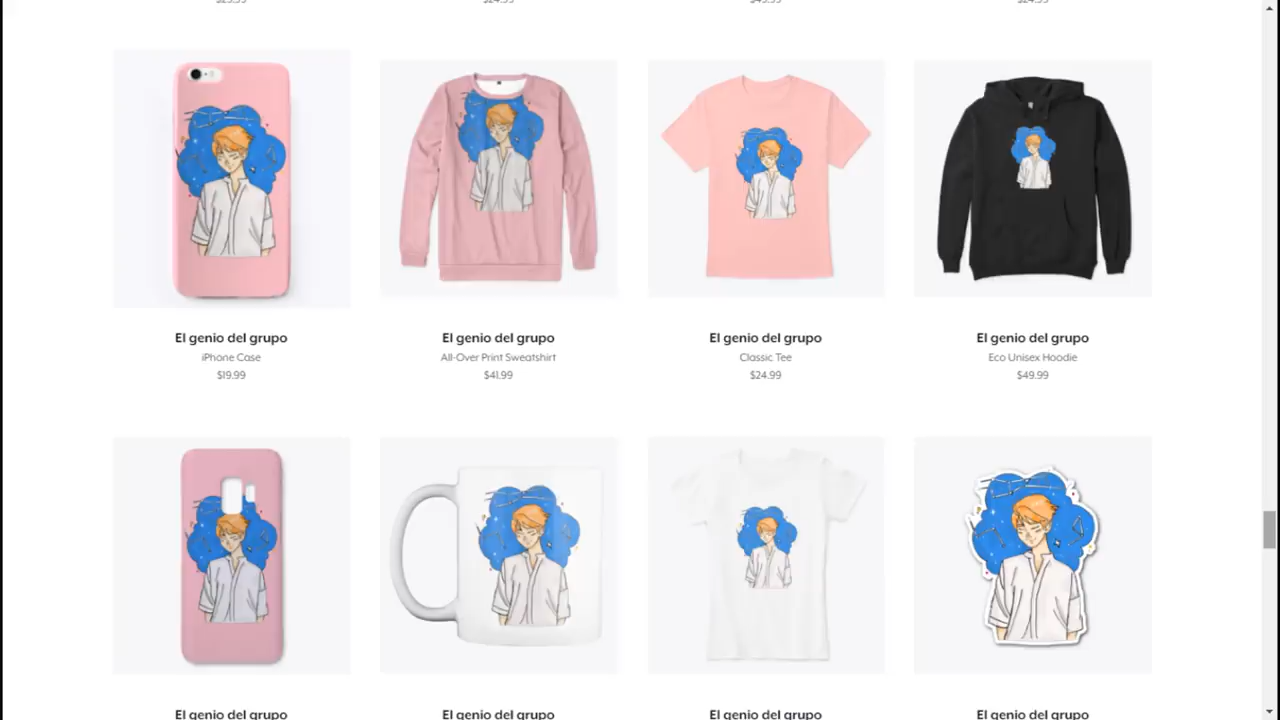 El genio del grupo
iPhone Case
$19.99
El genio del grupo
All-Over Print Sweatshirt
$41.99
El genio del grupo
Classic Tee
$24.99
El genio del grupo
Eco Unisex Hoodie
$49.99
El genio del grupo
El genio del grupo
El genio del grupo
El genio del grupo